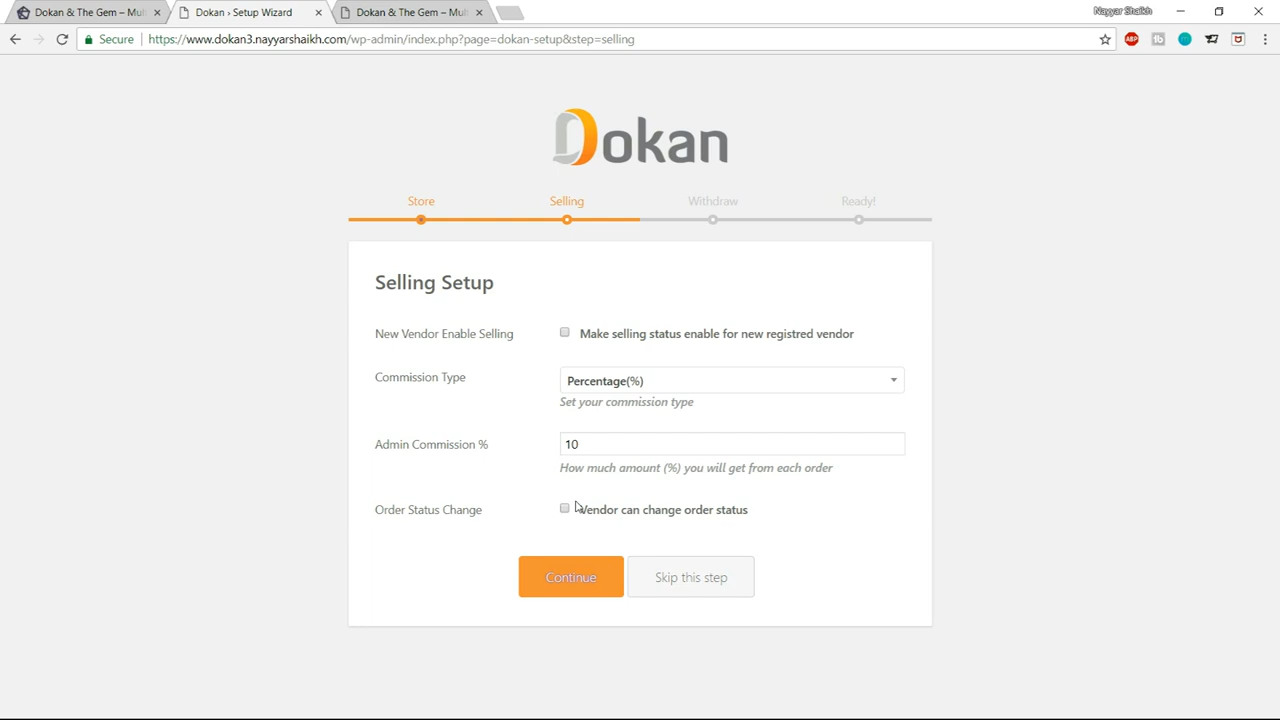 Dokan & The Gem – Mul
Dokan › Setup Wizard
Dokan & The Gem – Mul
Nayyar Shaikh
Secure
https://www.dokan3.nayyarshaikh.com/wp-admin/index.php?page=dokan-setup&step=selling
ABP
Dokan
Store
Selling
Withdraw
Ready!
Selling Setup
New Vendor Enable Selling
Make selling status enable for new registred vendor
Commission Type
Percentage(%)
Set your commission type
Admin Commission %
10
How much amount (%) you will get from each order
Order Status Change
Vendor can change order status
Continue
Skip this step